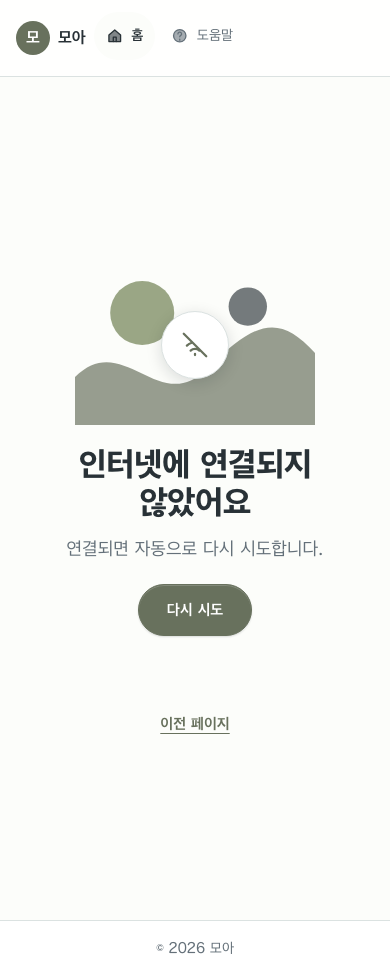 모 모아 홈 도움말
인터넷에 연결되지
않았어요
연결되면 자동으로 다시 시도합니다.
다시 시도
이전 페이지
© 2026 모아